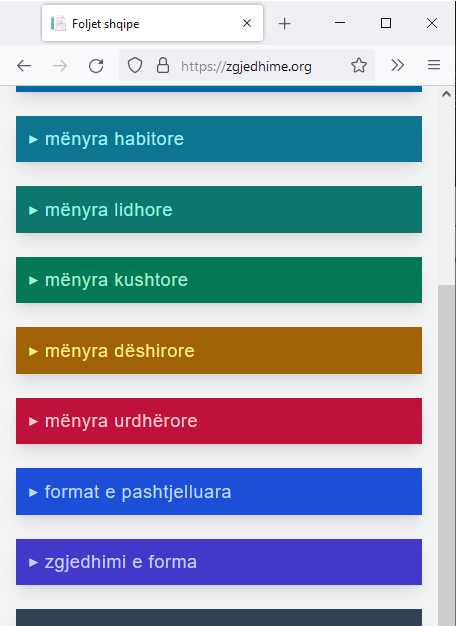 Foljet shqipe
https://zgjedhime.org
▸ mënyra habitore
▸ mënyra lidhore
▸ mënyra kushtore
▸ mënyra dëshirore
▸ mënyra urdhërore
▸ format e pashtjelluara
▸ zgjedhimi e forma